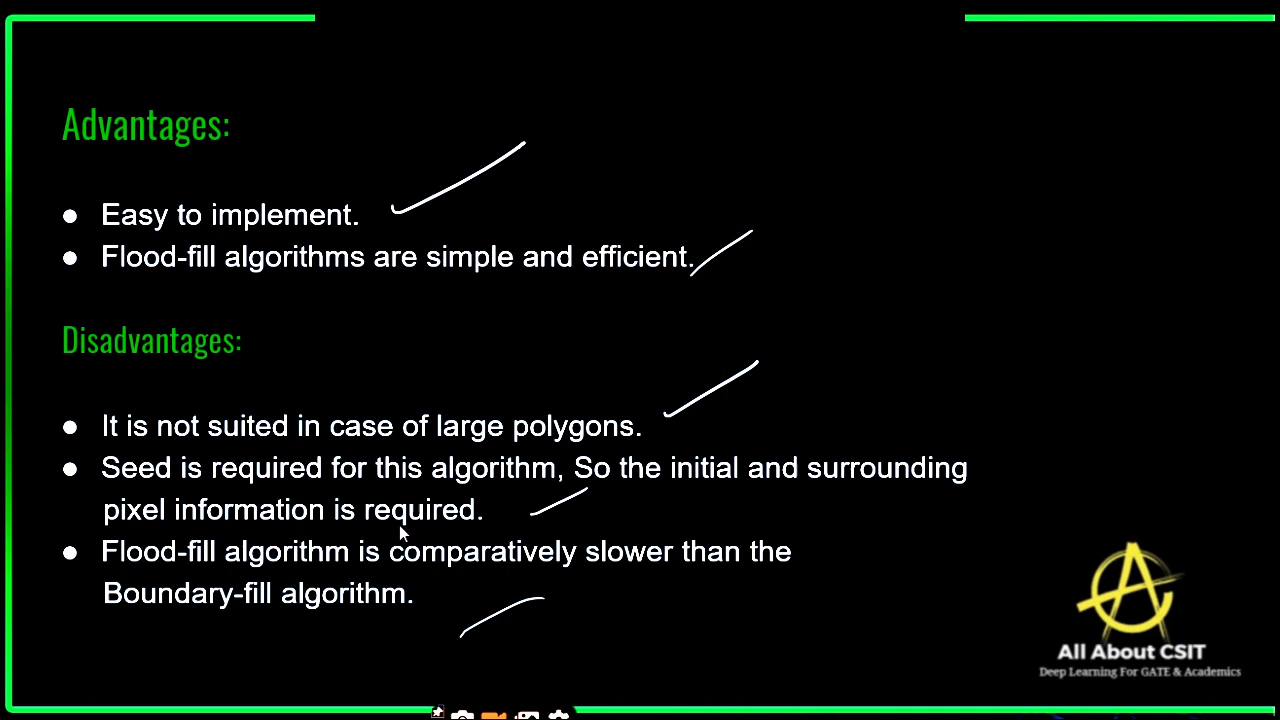 Advantages:
● Easy to implement.
● Flood-fill algorithms are simple and efficient.
Disadvantages:
● It is not suited in case of large polygons.
● Seed is required for this algorithm, So the initial and surrounding
pixel information is required.
● Flood-fill algorithm is comparatively slower than the
Boundary-fill algorithm.
All About CSIT
Deep Learning For GATE & Academics